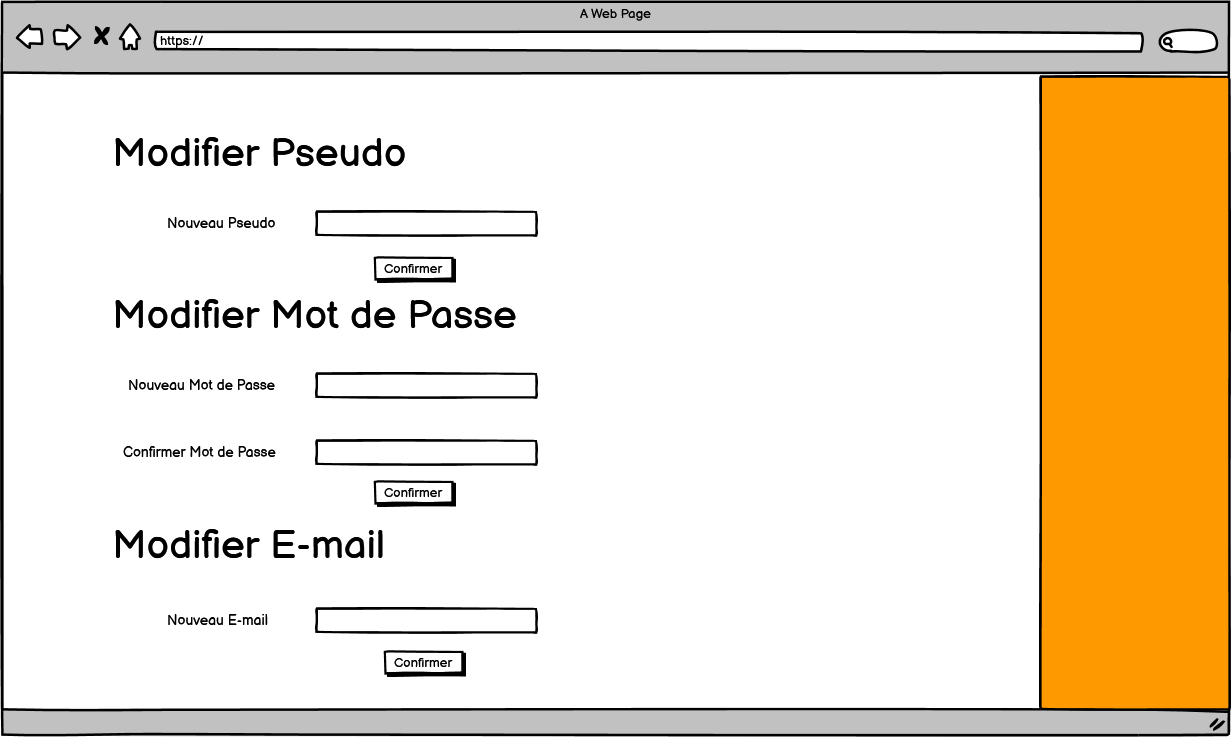 A Web Page
https://
Modifier Pseudo
Nouveau Pseudo
Confirmer
Modifier Mot de Passe
Nouveau Mot de Passe
Confirmer Mot de Passe
Confirmer
Modifier E-mail
Nouveau E-mail
Confirmer